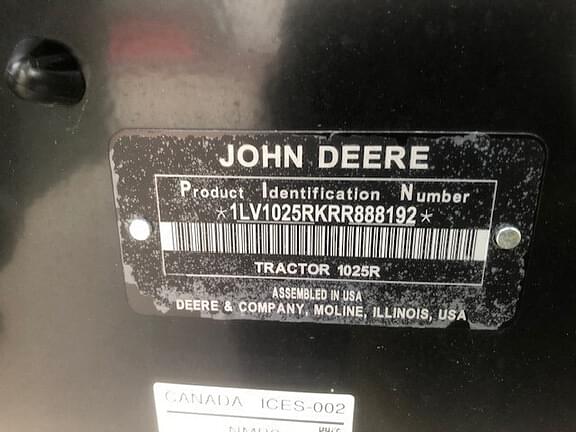 JOHN DEERE
Product Identification Number
*1LV1025RKRR888192*
TRACTOR 1025R
ASSEMBLED IN USA
DEERE & COMPANY, MOLINE, ILLINOIS, USA
CANADA ICES-002